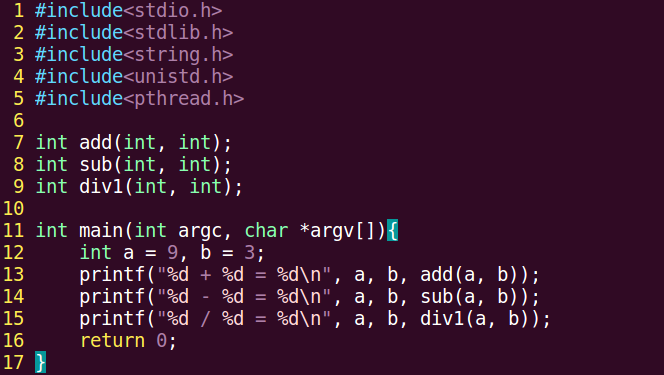 1 #include<stdio.h>
2 #include<stdlib.h>
3 #include<string.h>
4 #include<unistd.h>
5 #include<pthread.h>
6
7 int add(int, int);
8 int sub(int, int);
9 int div1(int, int);
10
11 int main(int argc, char *argv[]){
12     int a = 9, b = 3;
13     printf("%d + %d = %d\n", a, b, add(a, b));
14     printf("%d - %d = %d\n", a, b, sub(a, b));
15     printf("%d / %d = %d\n", a, b, div1(a, b));
16     return 0;
17 }